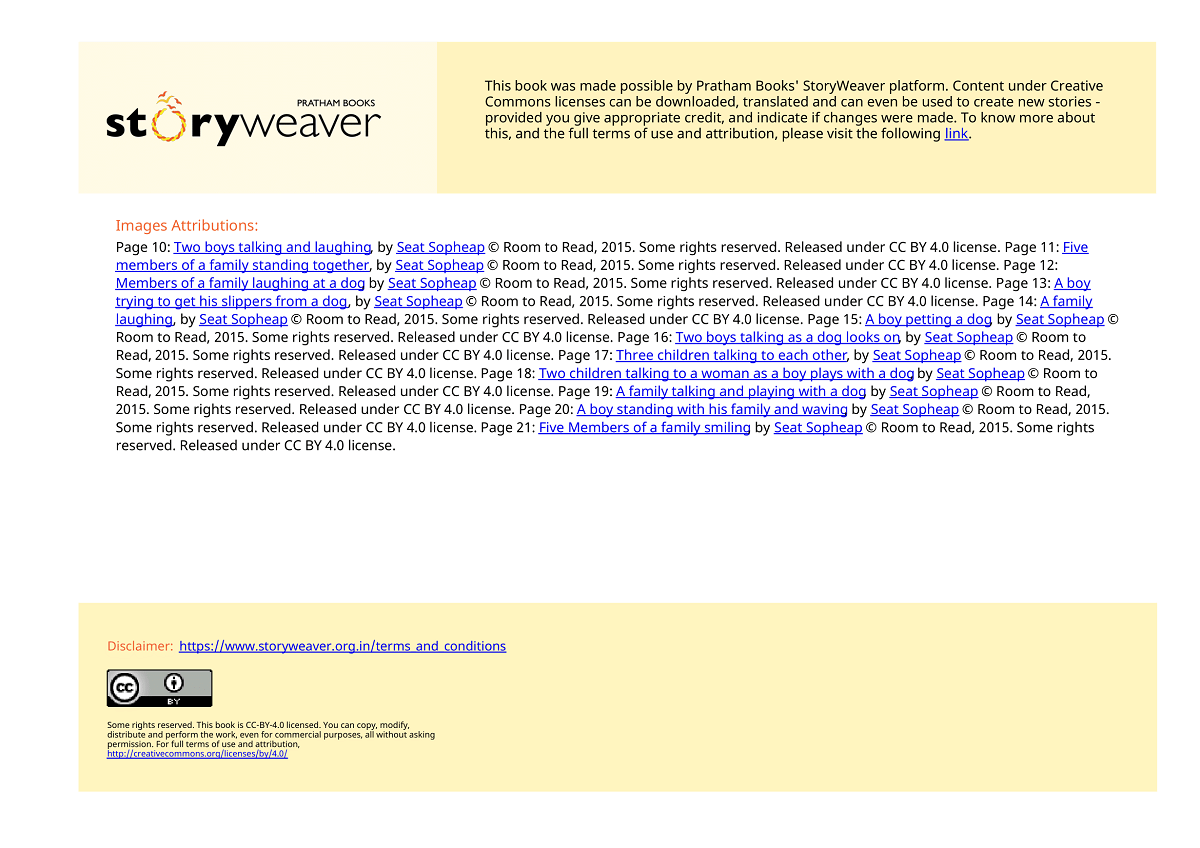 PRATHAM BOOKS
storyweaver
This book was made possible by Pratham Books' StoryWeaver platform. Content under Creative
Commons licenses can be downloaded, translated and can even be used to create new stories -
provided you give appropriate credit, and indicate if changes were made. To know more about
this, and the full terms of use and attribution, please visit the following link.
Images Attributions:
Page 10: Two boys talking and laughing, by Seat Sopheap © Room to Read, 2015. Some rights reserved. Released under CC BY 4.0 license. Page 11: Five
members of a family standing together, by Seat Sopheap © Room to Read, 2015. Some rights reserved. Released under CC BY 4.0 license. Page 12:
Members of a family laughing at a dog by Seat Sopheap © Room to Read, 2015. Some rights reserved. Released under CC BY 4.0 license. Page 13: A boy
trying to get his slippers from a dog, by Seat Sopheap © Room to Read, 2015. Some rights reserved. Released under CC BY 4.0 license. Page 14: A family
laughing, by Seat Sopheap © Room to Read, 2015. Some rights reserved. Released under CC BY 4.0 license. Page 15: A boy petting a dog, by Seat Sopheap ©
Room to Read, 2015. Some rights reserved. Released under CC BY 4.0 license. Page 16: Two boys talking as a dog looks on, by Seat Sopheap © Room to
Read, 2015. Some rights reserved. Released under CC BY 4.0 license. Page 17: Three children talking to each other, by Seat Sopheap © Room to Read, 2015.
Some rights reserved. Released under CC BY 4.0 license. Page 18: Two children talking to a woman as a boy plays with a dog by Seat Sopheap © Room to
Read, 2015. Some rights reserved. Released under CC BY 4.0 license. Page 19: A family talking and playing with a dog by Seat Sopheap © Room to Read,
2015. Some rights reserved. Released under CC BY 4.0 license. Page 20: A boy standing with his family and waving by Seat Sopheap © Room to Read, 2015.
Some rights reserved. Released under CC BY 4.0 license. Page 21: Five Members of a family smiling by Seat Sopheap © Room to Read, 2015. Some rights
reserved. Released under CC BY 4.0 license.
Disclaimer: https://www.storyweaver.org.in/terms_and_conditions
cc BY
Some rights reserved. This book is CC-BY-4.0 licensed. You can copy, modify,
distribute and perform the work, even for commercial purposes, all without asking
permission. For full terms of use and attribution,
http://creativecommons.org/licenses/by/4.0/